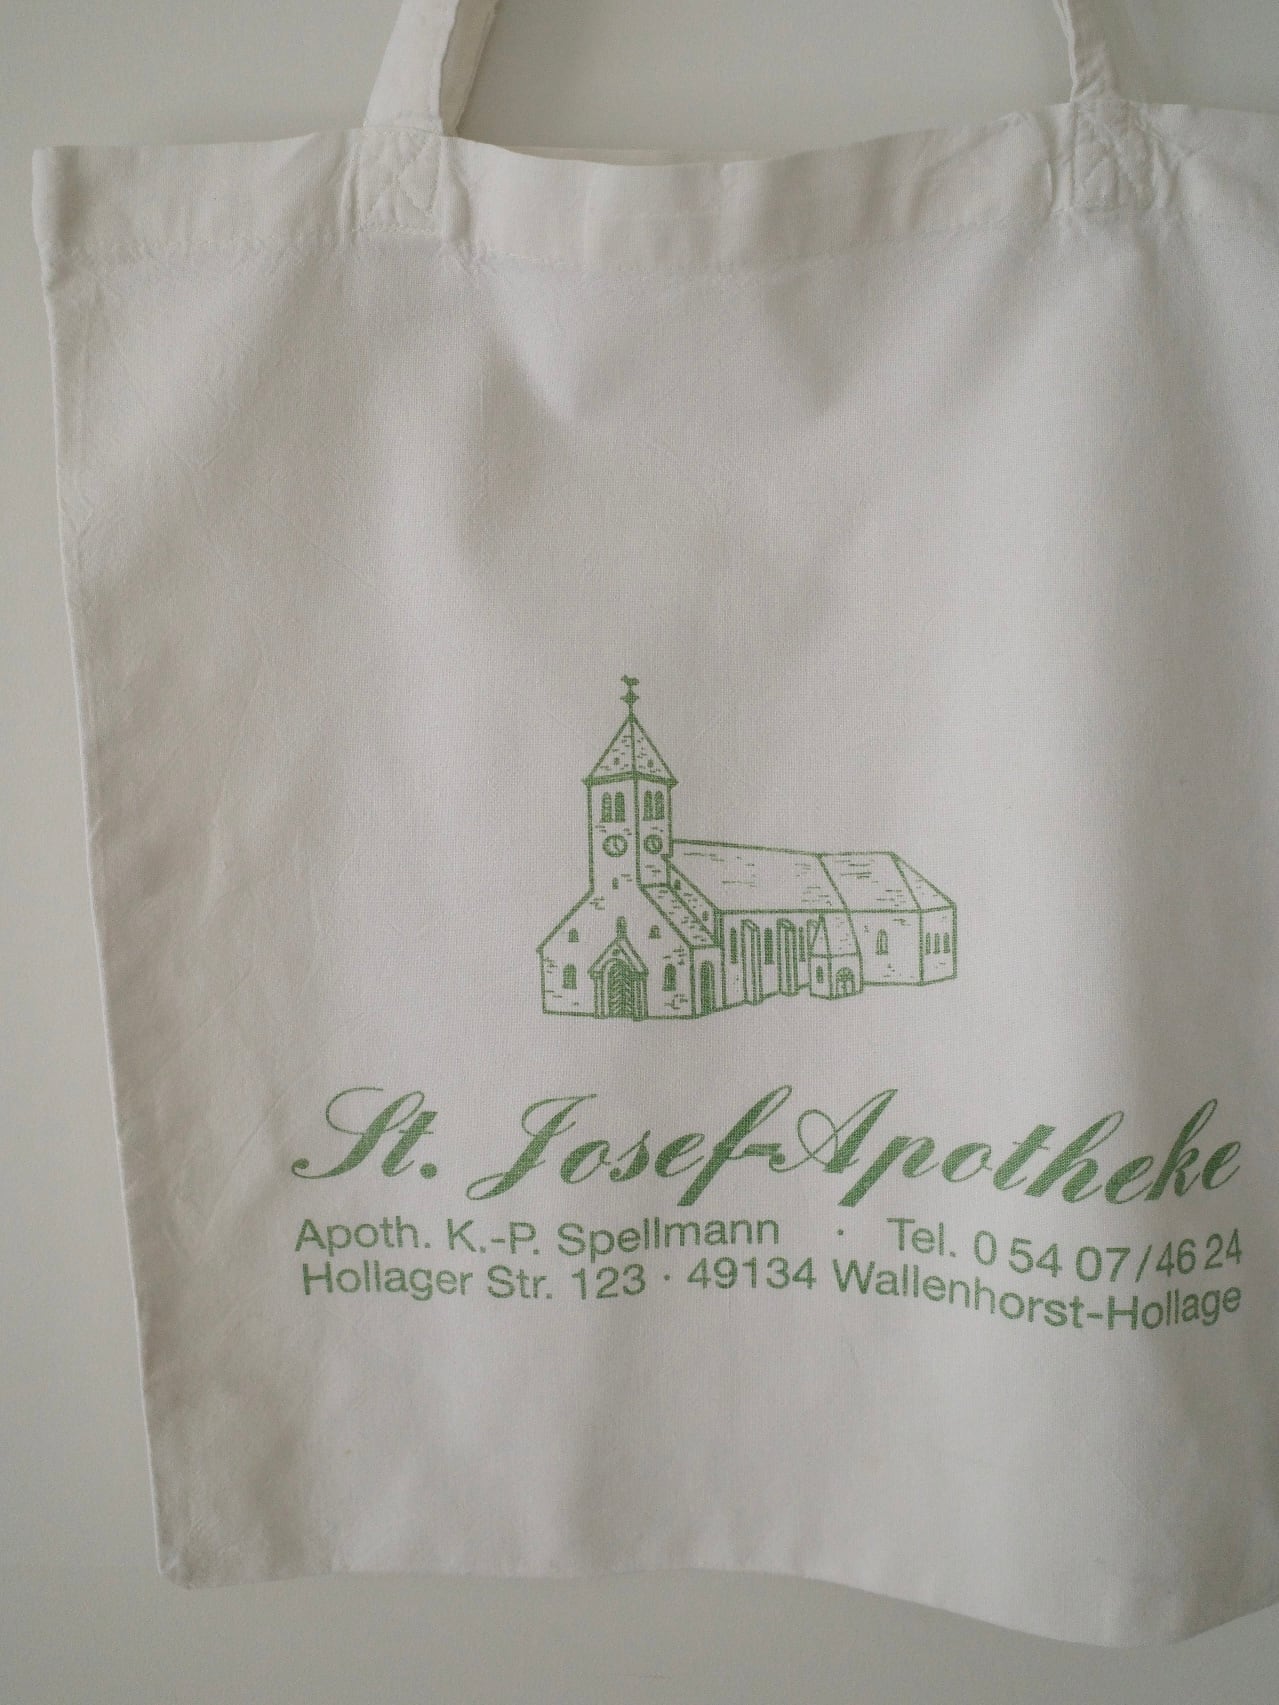 St. Josef-Apotheke
Apoth. K.-P. Spellmann · Tel. 0 54 07/46 24
Hollager Str. 123 · 49134 Wallenhorst-Hollage